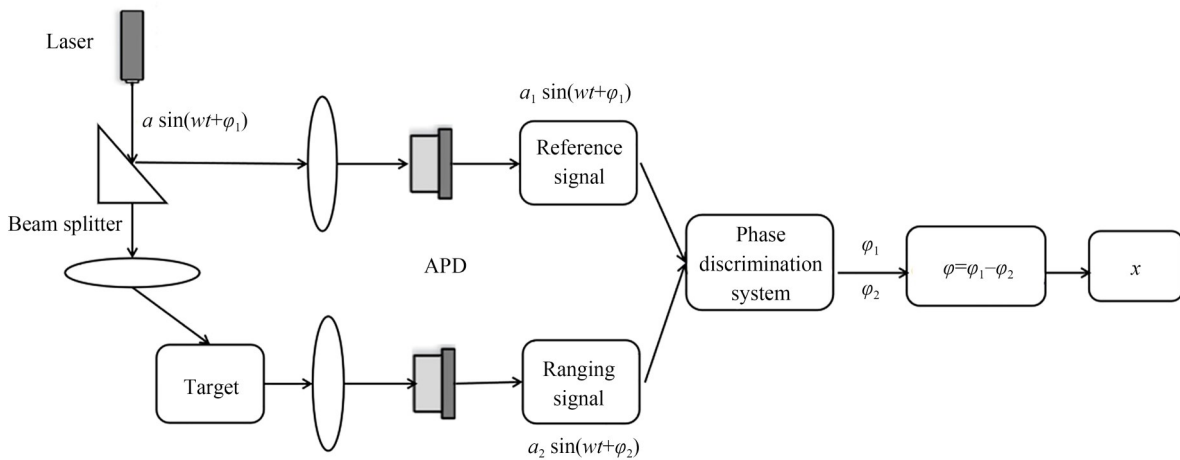 Laser
a sin(wt+φ₁)
a₁ sin(wt+φ₁)
Reference
signal
Beam splitter
APD
Phase
discrimination
system
φ₁
φ₂
φ=φ₁−φ₂
x
Target
Ranging
signal
a₂ sin(wt+φ₂)